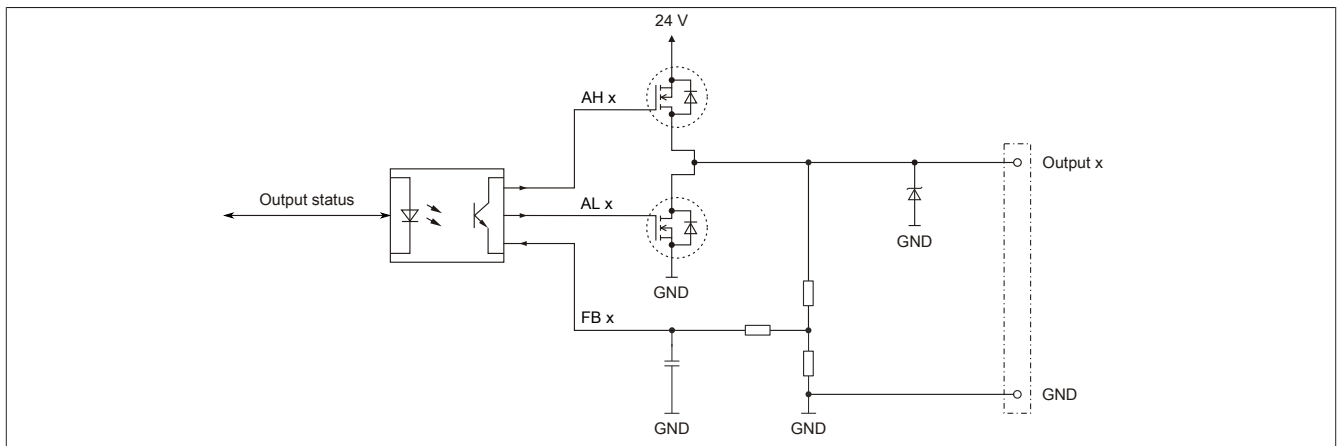 24 V
AH x
Output x
Output status
AL x
GND
GND
FB x
GND
GND
GND